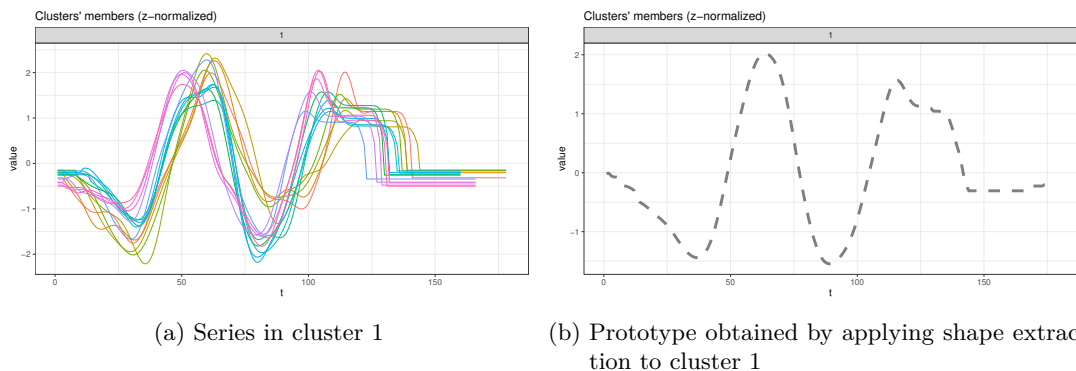 Clusters' members (z-normalized)
1
value
2
1
0
−1
−2
0
50
100
150
t
(a) Series in cluster 1
Clusters' members (z-normalized)
1
value
2
1
0
−1
0
50
100
150
t
(b) Prototype obtained by applying shape extrac-
tion to cluster 1